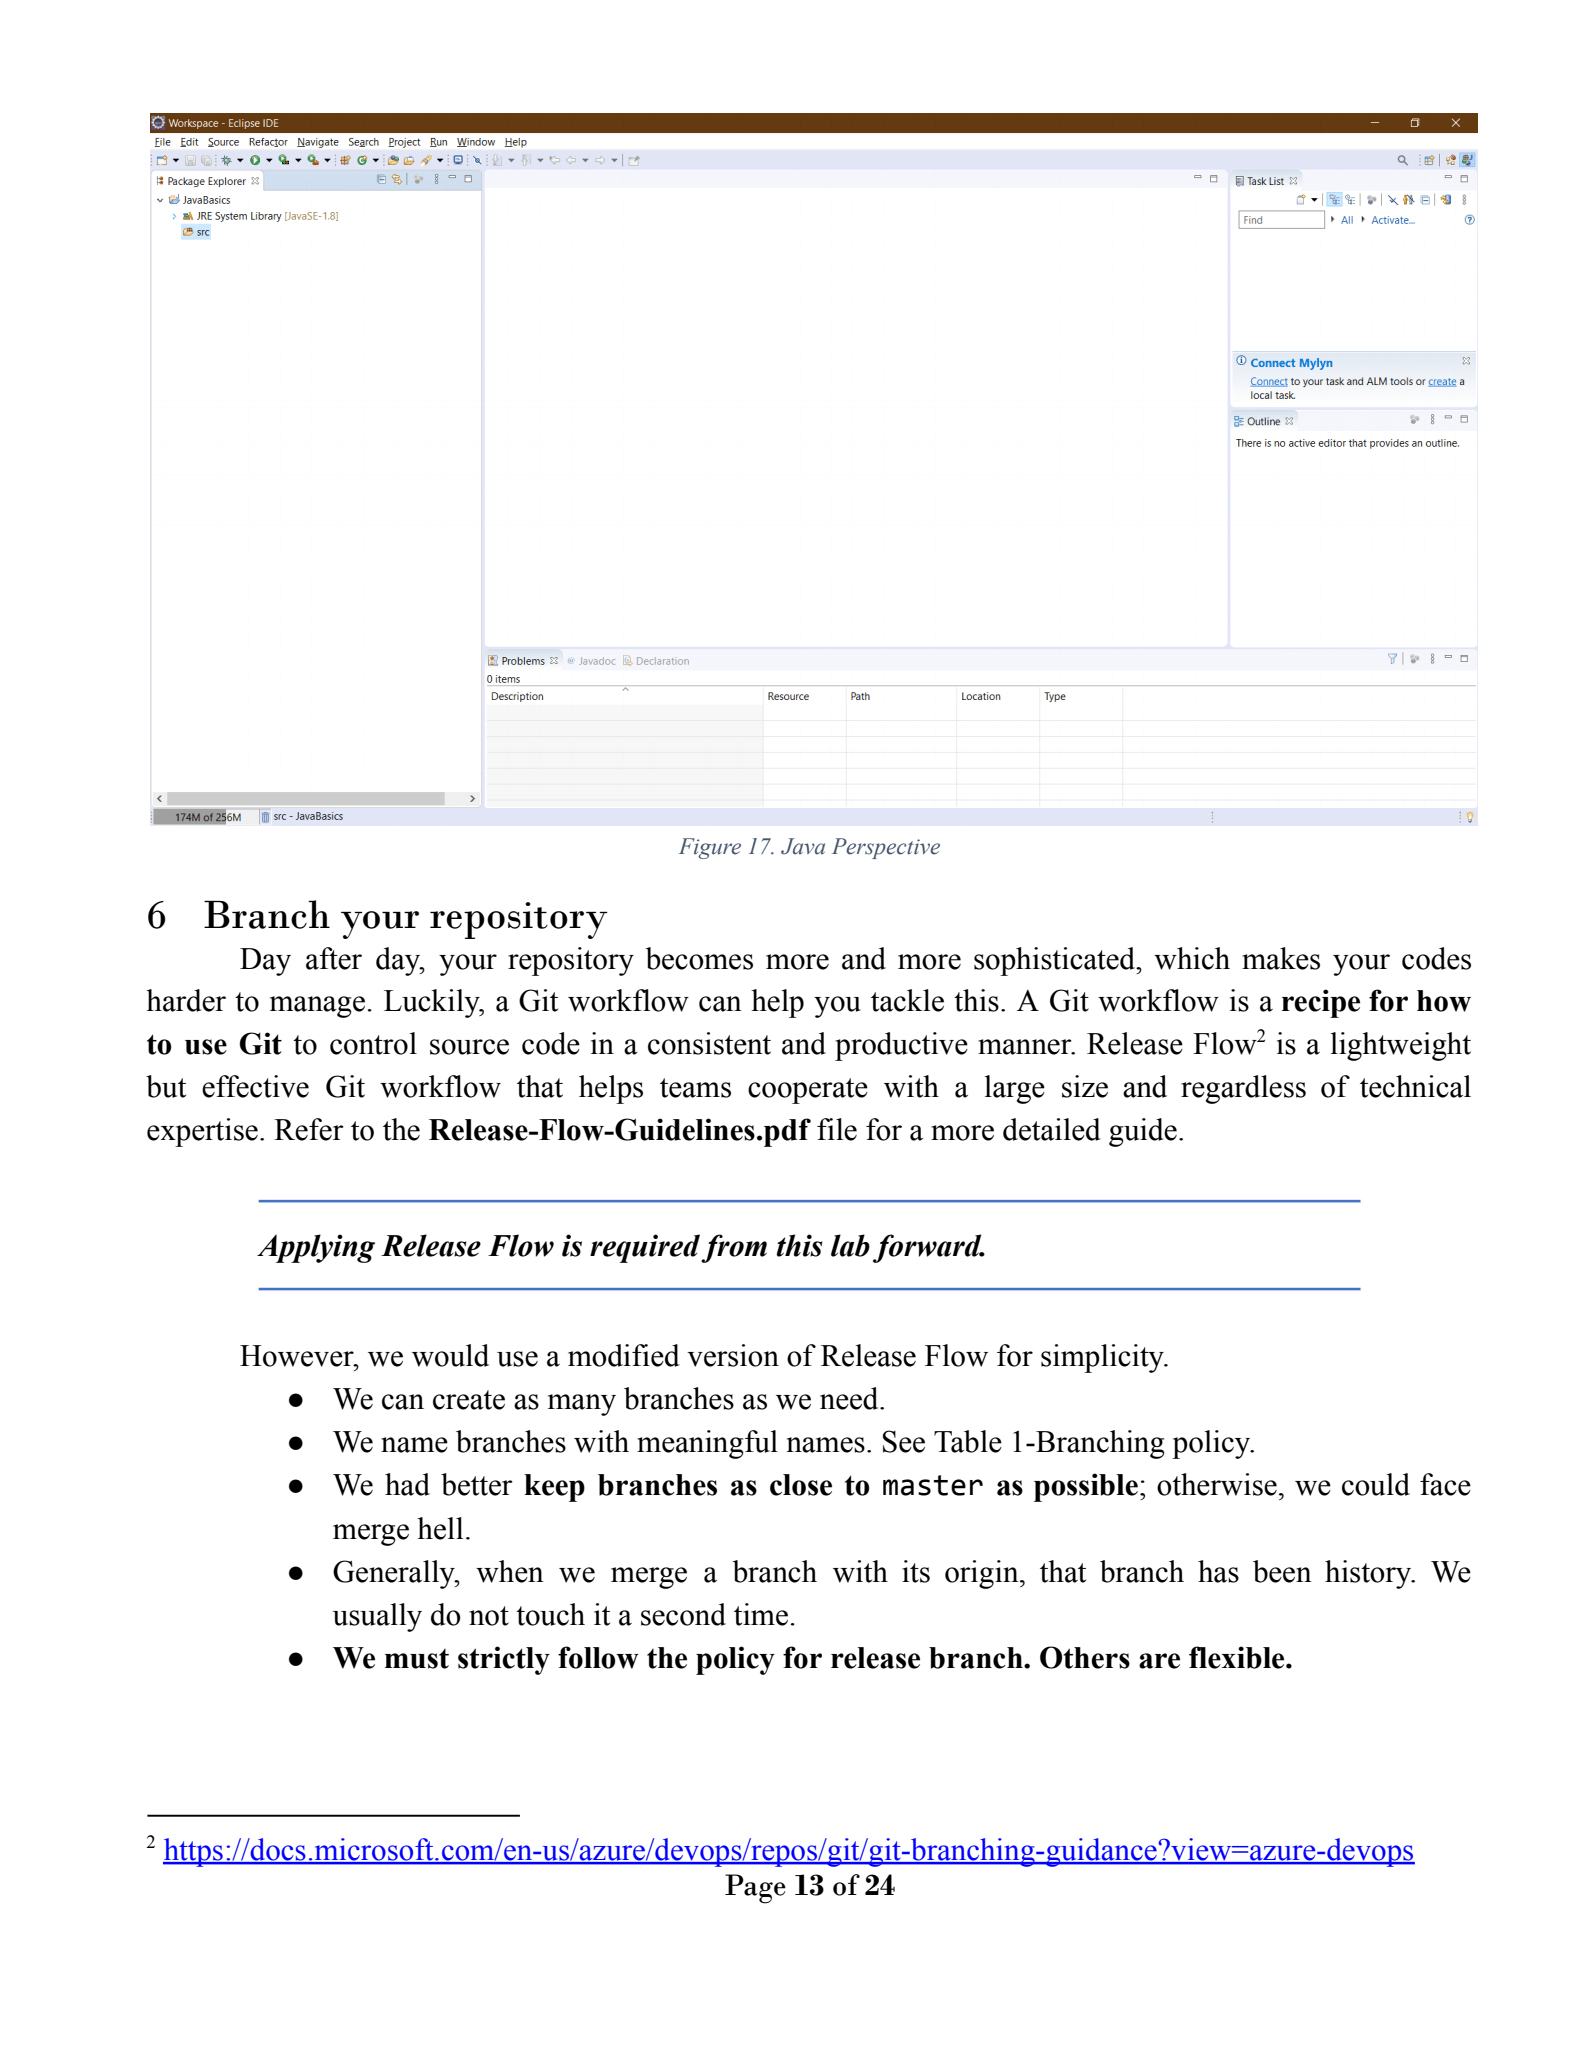 Workspace - Eclipse IDE
File Edit Source Refactor Navigate Search Project Run Window Help
Package Explorer
JavaBasics
JRE System Library [JavaSE-1.8]
src
Task List
Find All Activate...
Connect Mylyn
Connect to your task and ALM tools or create a
local task.
Outline
There is no active editor that provides an outline.
Problems Javadoc Declaration
0 items
Description Resource Path Location Type
174M of 256M src - JavaBasics
Figure 17. Java Perspective
6 Branch your repository
Day after day, your repository becomes more and more sophisticated, which makes your codes
harder to manage. Luckily, a Git workflow can help you tackle this. A Git workflow is a recipe for how
to use Git to control source code in a consistent and productive manner. Release Flow2 is a lightweight
but effective Git workflow that helps teams cooperate with a large size and regardless of technical
expertise. Refer to the Release-Flow-Guidelines.pdf file for a more detailed guide.
Applying Release Flow is required from this lab forward.
However, we would use a modified version of Release Flow for simplicity.
● We can create as many branches as we need.
● We name branches with meaningful names. See Table 1-Branching policy.
● We had better keep branches as close to master as possible; otherwise, we could face
merge hell.
● Generally, when we merge a branch with its origin, that branch has been history. We
usually do not touch it a second time.
● We must strictly follow the policy for release branch. Others are flexible.
2 https://docs.microsoft.com/en-us/azure/devops/repos/git/git-branching-guidance?view=azure-devops
Page 13 of 24